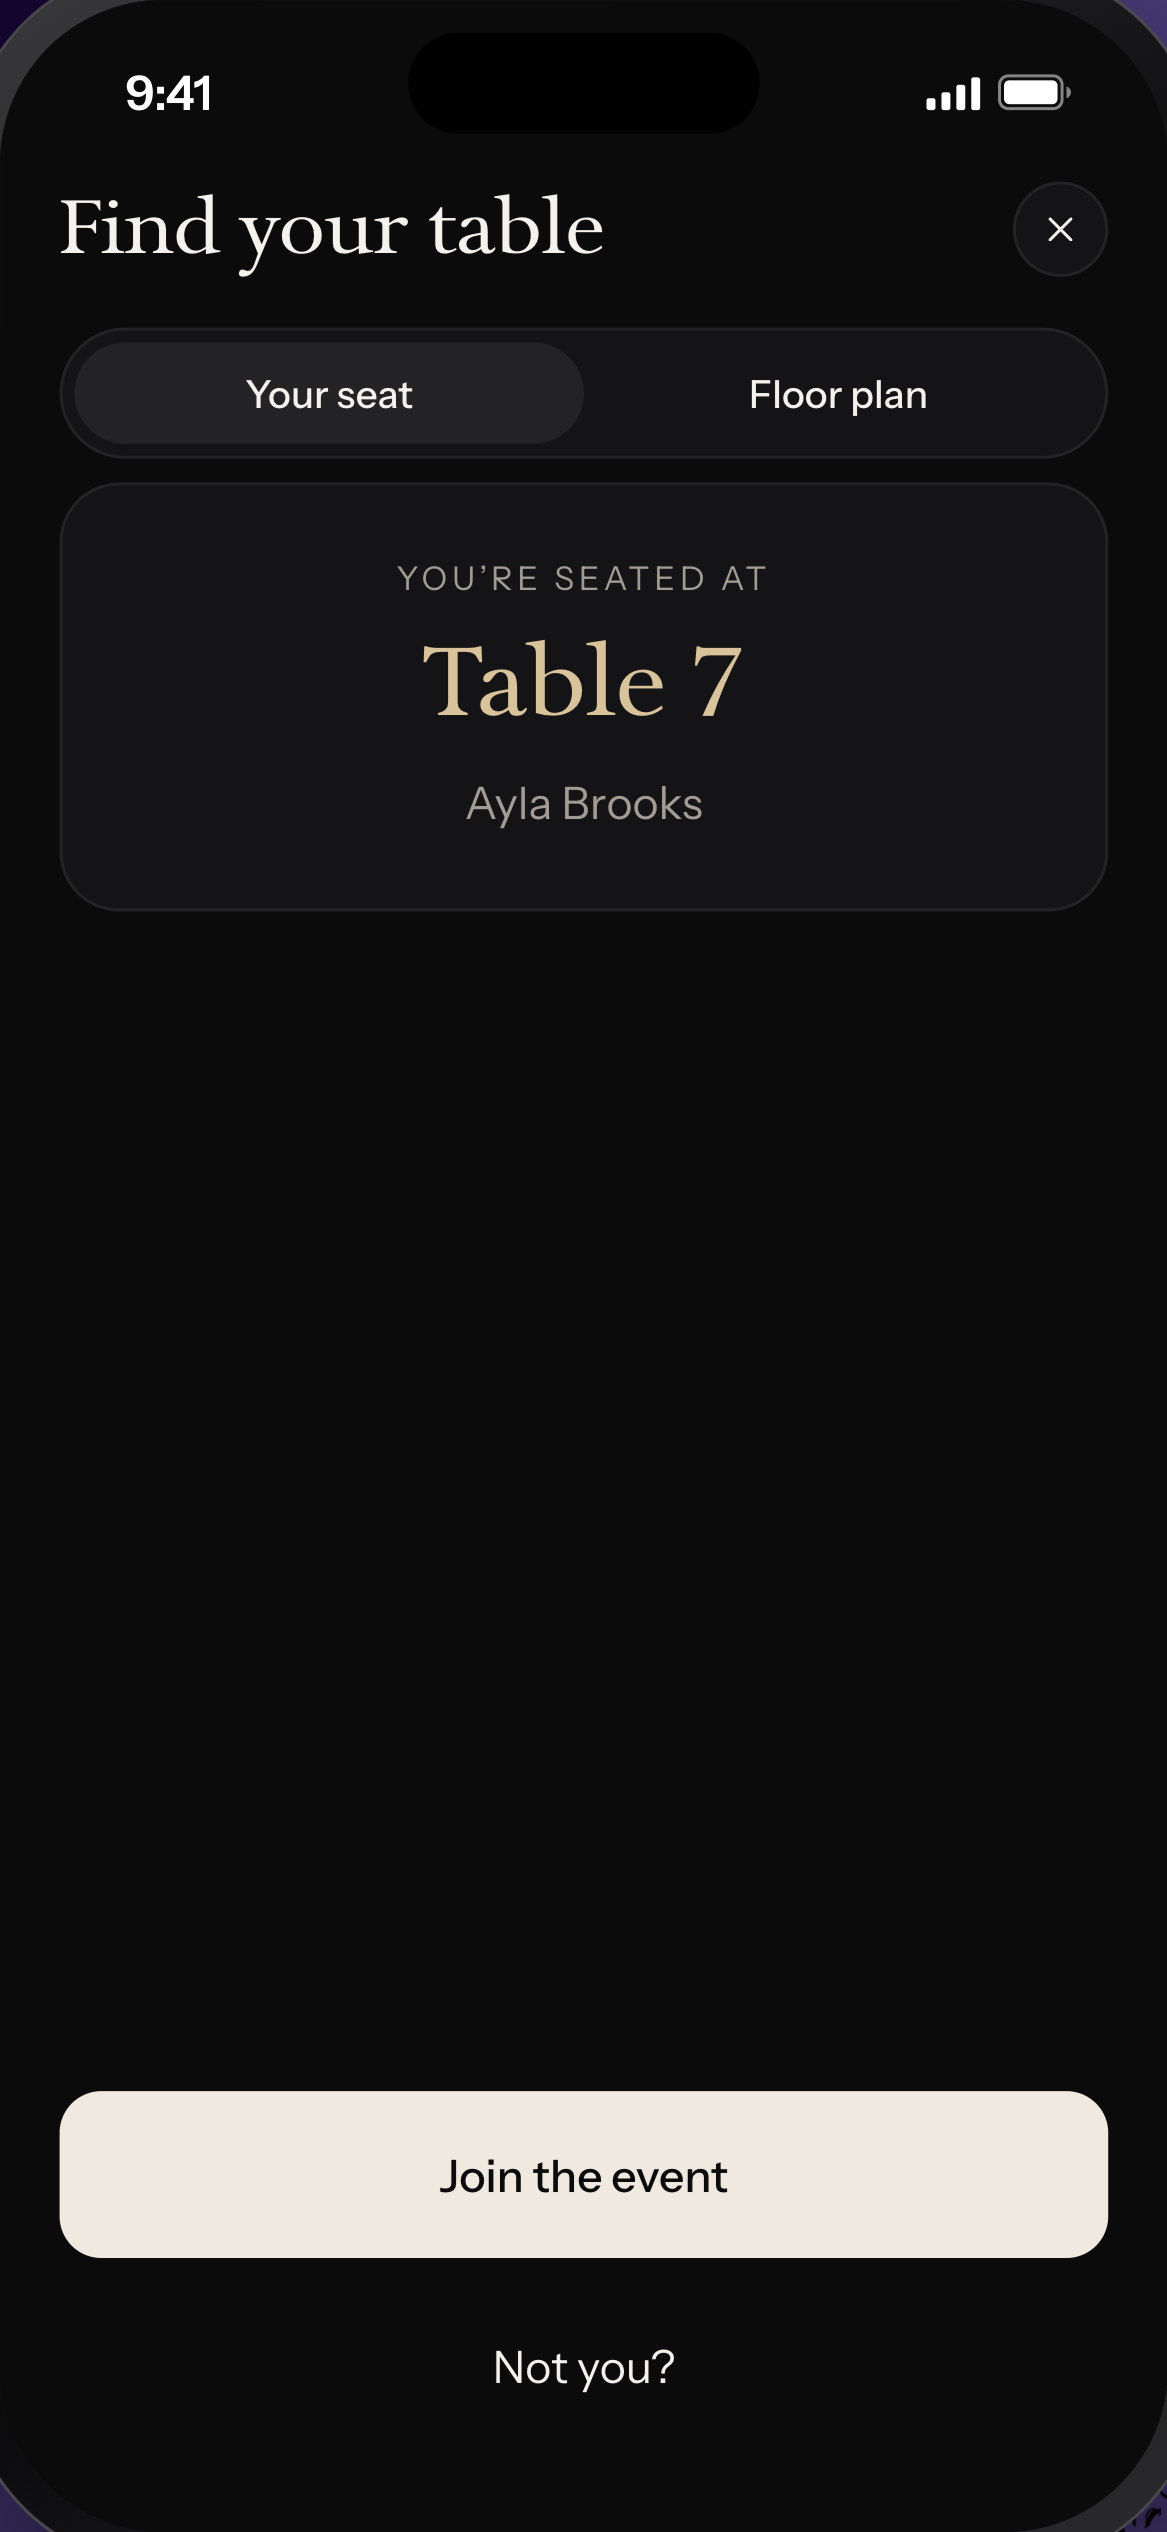 9:41
Find your table
Your seat
Floor plan
YOU’RE SEATED AT
Table 7
Ayla Brooks
Join the event
Not you?